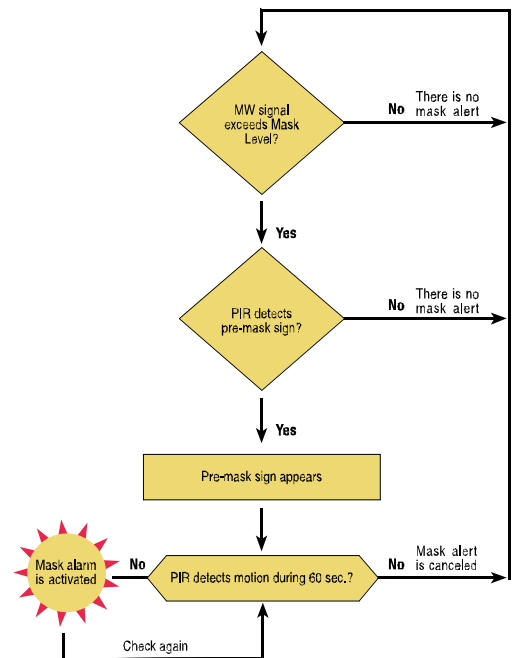 MW signal
exceeds Mask
Level?
No
There is no
mask alert
Yes
PIR detects
pre-mask sign?
No
There is no
mask alert
Yes
Pre-mask sign appears
Mask alarm
is activated
No
PIR detects motion during 60 sec.?
No
Mask alert
is canceled
Check again